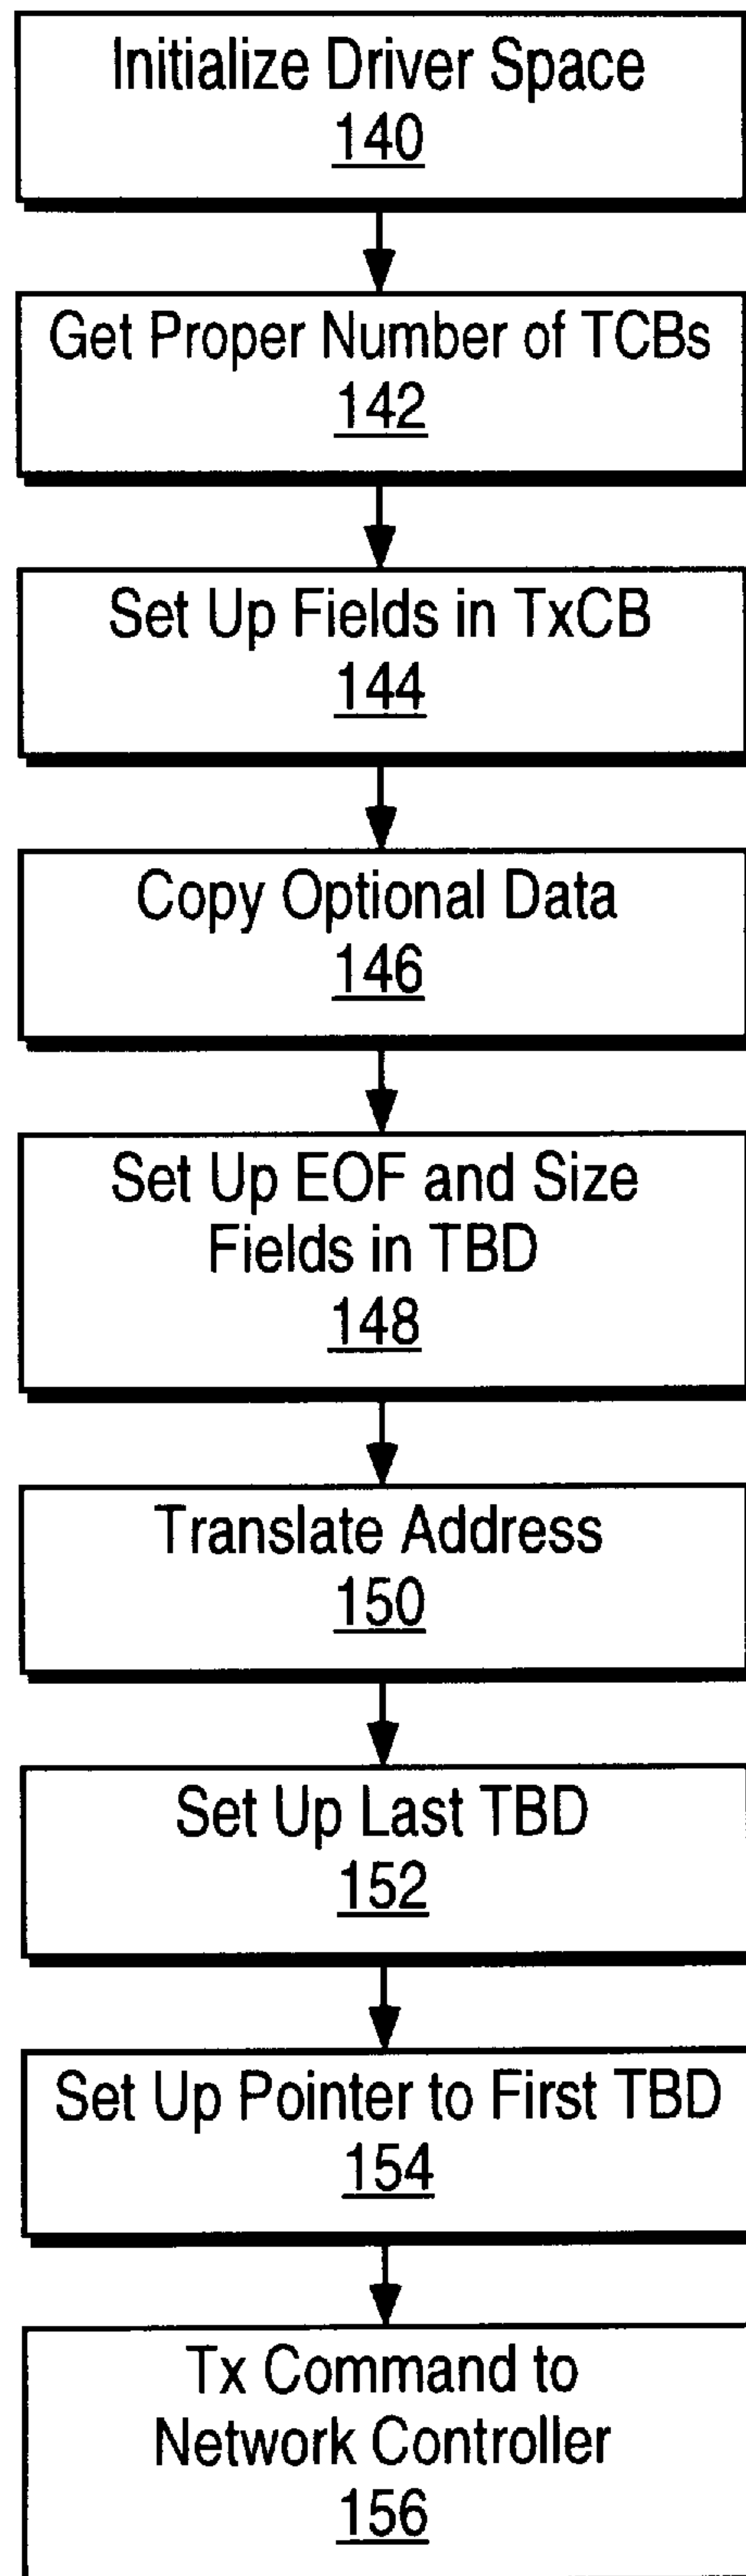 Initialize Driver Space
140
Get Proper Number of TCBs
142
Set Up Fields in TxCB
144
Copy Optional Data
146
Set Up EOF and Size
Fields in TBD
148
Translate Address
150
Set Up Last TBD
152
Set Up Pointer to First TBD
154
Tx Command to
Network Controller
156